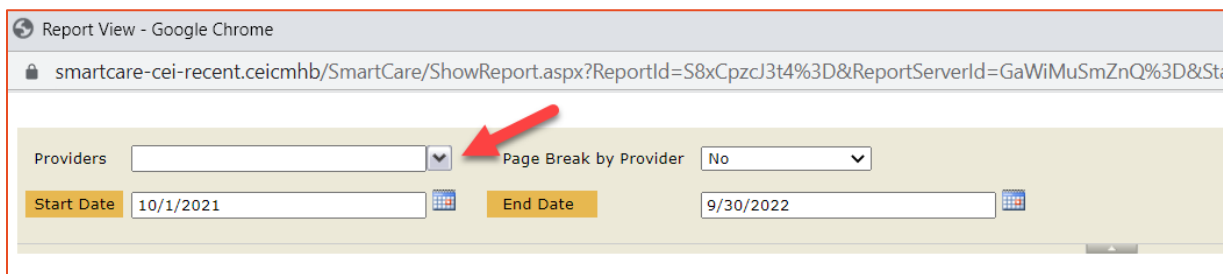 Report View - Google Chrome
smartcare-cei-recent.ceicmhb/SmartCare/ShowReport.aspx?ReportId=S8xCpzcJ3t4%3D&ReportServerId=GaWiMuSmZnQ%3D&Sta
Providers Page Break by Provider No
Start Date 10/1/2021 End Date 9/30/2022